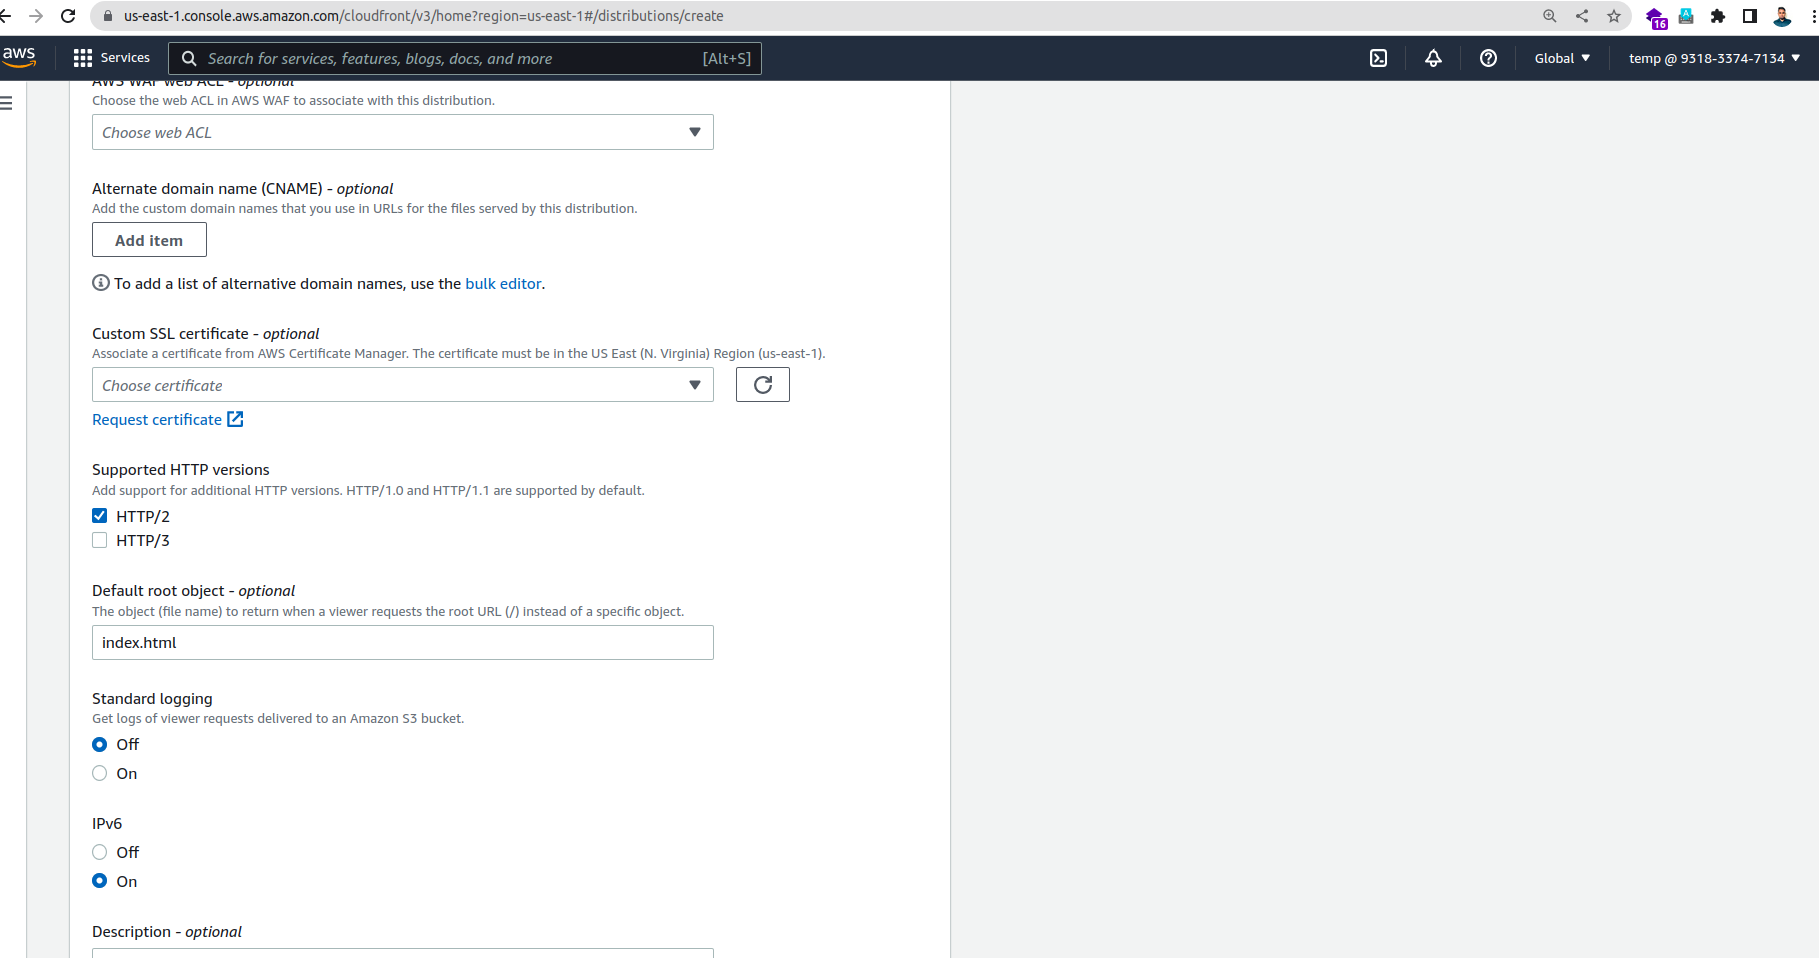 us-east-1.console.aws.amazon.com/cloudfront/v3/home?region=us-east-1#/distributions/create
16
aws Services Search for services, features, blogs, docs, and more [Alt+S] Global temp @ 9318-3374-7134
AWS WAF web ACL - optional
Choose the web ACL in AWS WAF to associate with this distribution.
Choose web ACL
Alternate domain name (CNAME) - optional
Add the custom domain names that you use in URLs for the files served by this distribution.
Add item
To add a list of alternative domain names, use the bulk editor.
Custom SSL certificate - optional
Associate a certificate from AWS Certificate Manager. The certificate must be in the US East (N. Virginia) Region (us-east-1).
Choose certificate
Request certificate
Supported HTTP versions
Add support for additional HTTP versions. HTTP/1.0 and HTTP/1.1 are supported by default.
HTTP/2
HTTP/3
Default root object - optional
The object (file name) to return when a viewer requests the root URL (/) instead of a specific object.
index.html
Standard logging
Get logs of viewer requests delivered to an Amazon S3 bucket.
Off
On
IPv6
Off
On
Description - optional